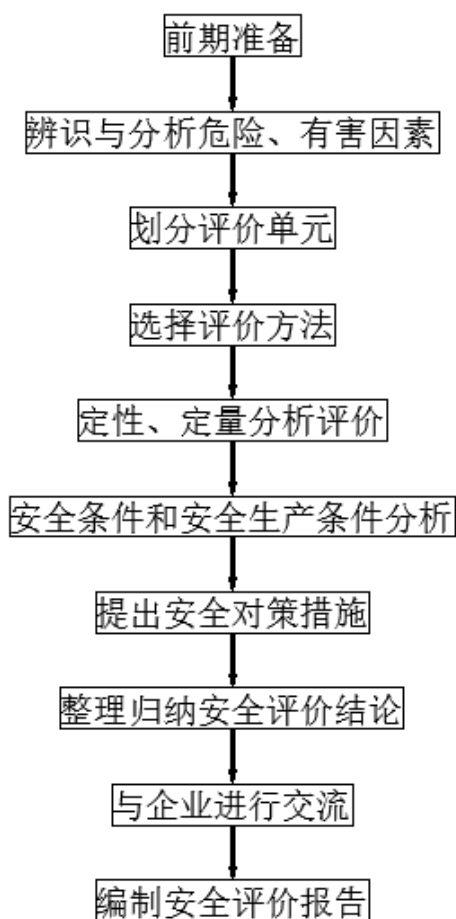 前期准备
辨识与分析危险、有害因素
划分评价单元
选择评价方法
定性、定量分析评价
安全条件和安全生产条件分析
提出安全对策措施
整理归纳安全评价结论
与企业进行交流
编制安全评价报告